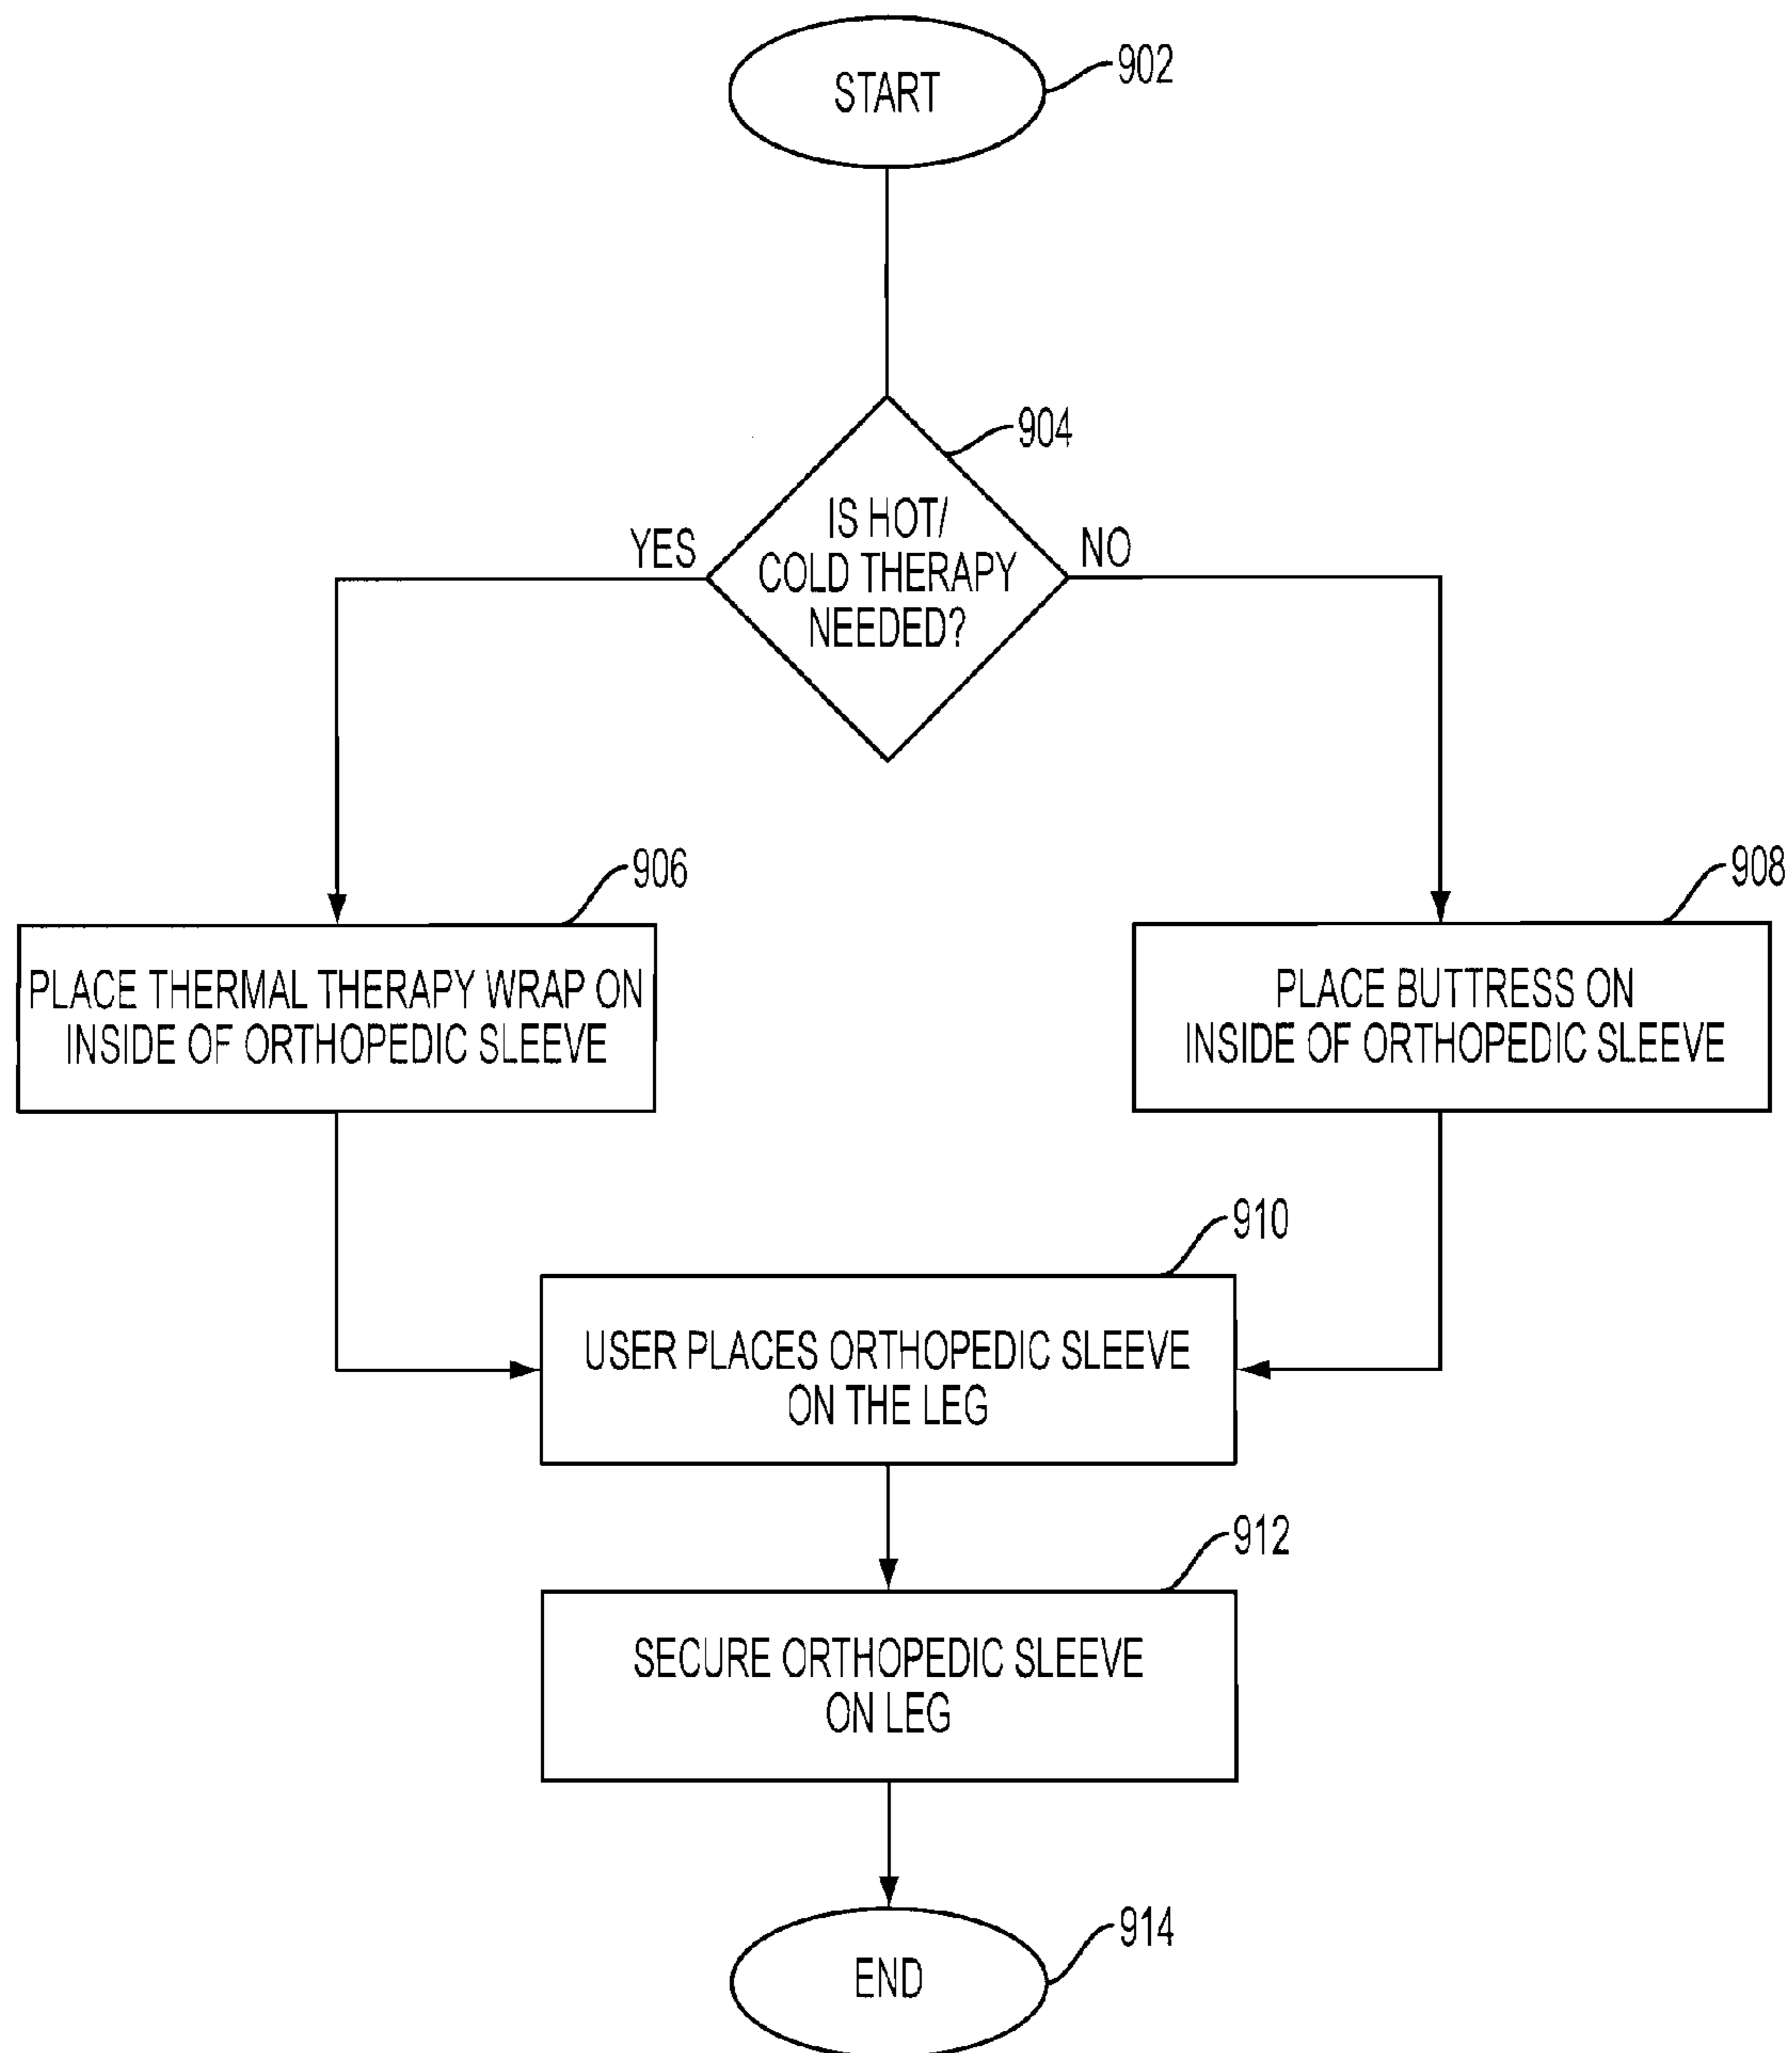 START
902
904
IS HOT/
COLD THERAPY
NEEDED?
YES
NO
906
PLACE THERMAL THERAPY WRAP ON
INSIDE OF ORTHOPEDIC SLEEVE
908
PLACE BUTTRESS ON
INSIDE OF ORTHOPEDIC SLEEVE
910
USER PLACES ORTHOPEDIC SLEEVE
ON THE LEG
912
SECURE ORTHOPEDIC SLEEVE
ON LEG
914
END